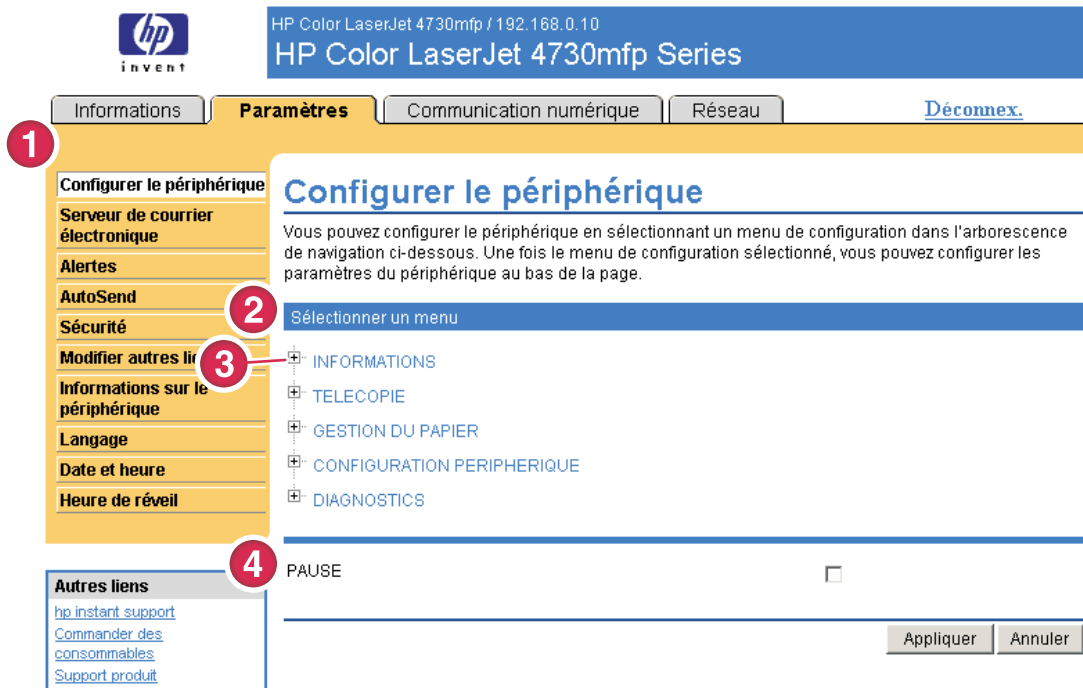 hp
invent
HP Color LaserJet 4730mfp / 192.168.0.10
HP Color LaserJet 4730mfp Series
Informations
Paramètres
Communication numérique
Réseau
Déconnex.
1
Configurer le périphérique
Serveur de courrier
électronique
Alertes
AutoSend
Sécurité
Modifier autres
Informations sur le
périphérique
Langage
Date et heure
Heure de réveil
Autres liens
hp instant support
Commander des
consommables
Support produit
Configurer le périphérique
Vous pouvez configurer le périphérique en sélectionnant un menu de configuration dans l'arborescence
de navigation ci-dessous. Une fois le menu de configuration sélectionné, vous pouvez configurer les
paramètres du périphérique au bas de la page.
2
Sélectionner un menu
3
INFORMATIONS
TELECOPIE
GESTION DU PAPIER
CONFIGURATION PERIPHERIQUE
DIAGNOSTICS
4
PAUSE
Appliquer
Annuler